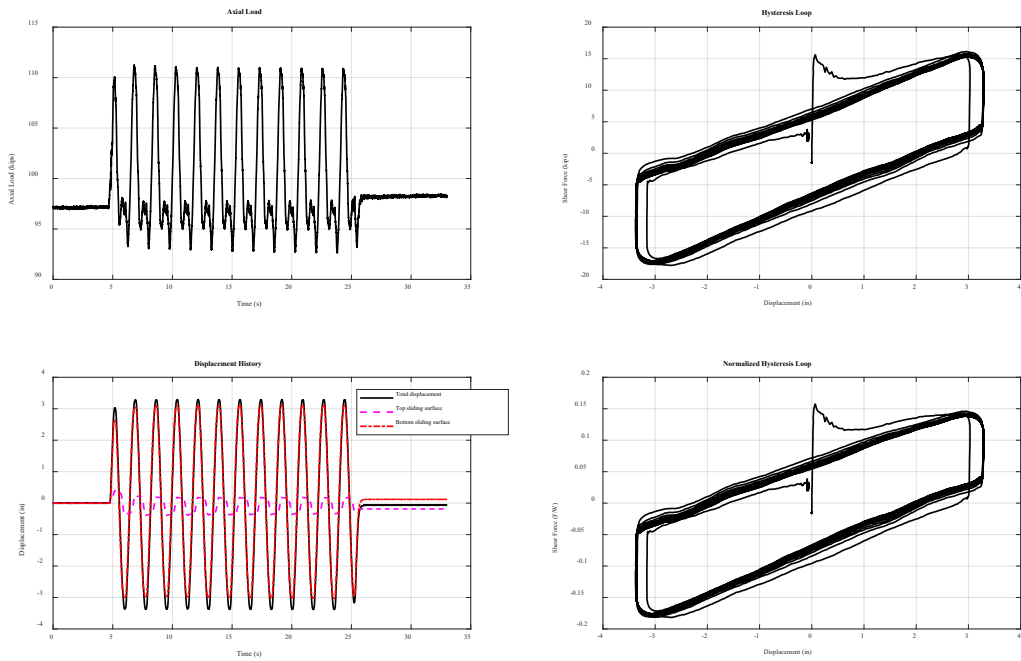 Axial Load
115
110
105
100
95
90
Axial Load (kips)
0 5 10 15 20 25 30 35
Time (s)
Hysteresis Loop
20
15
10
5
0
-5
-10
-15
-20
Shear Force (kips)
-4 -3 -2 -1 0 1 2 3 4
Displacement (in)
Displacement History
4
3
2
1
0
-1
-2
-3
-4
Displacement (in)
Total displacement
Top sliding surface
Bottom sliding surface
0 5 10 15 20 25 30 35
Time (s)
Normalized Hysteresis Loop
0.2
0.15
0.1
0.05
0
-0.05
-0.1
-0.15
-0.2
Shear Force (F/W)
-4 -3 -2 -1 0 1 2 3 4
Displacement (in)